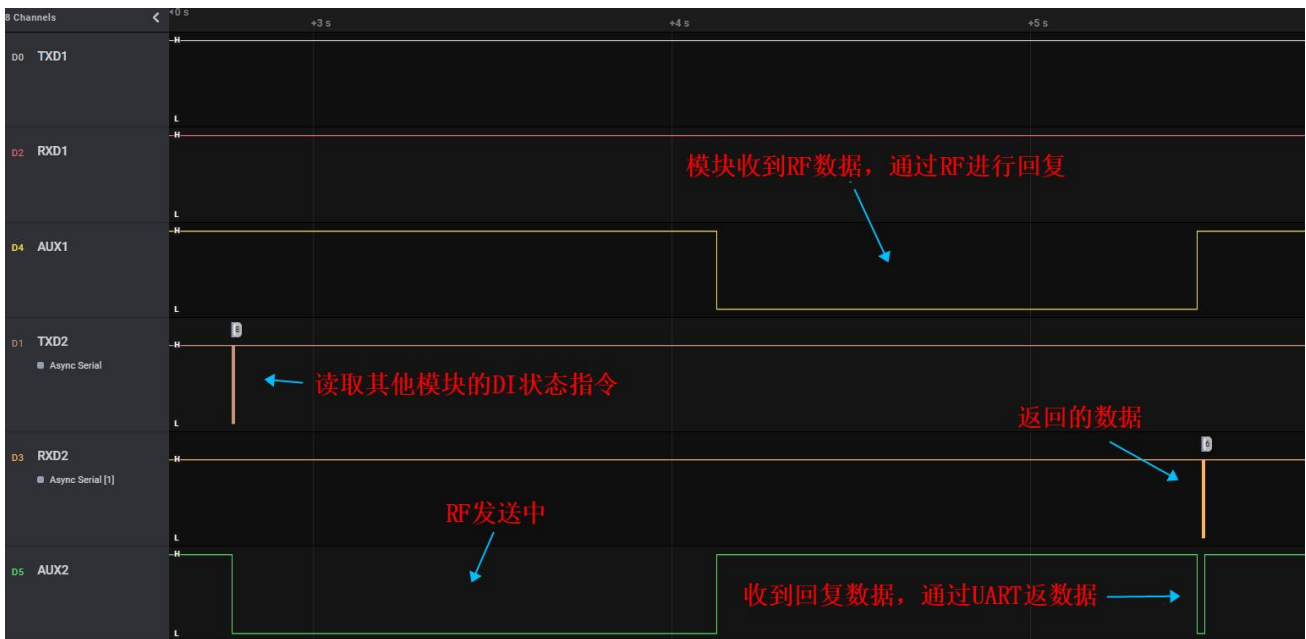 8 Channels
0 s
+3 s
+4 s
+5 s
D0 TXD1
H
L
D2 RXD1
H
L
模块收到RF数据，通过RF进行回复
D4 AUX1
H
L
D1 TXD2
Async Serial
H
L
8
读取其他模块的DI状态指令
返回的数据
D3 RXD2
Async Serial [1]
H
L
6
RF发送中
D5 AUX2
H
L
收到回复数据，通过UART返数据